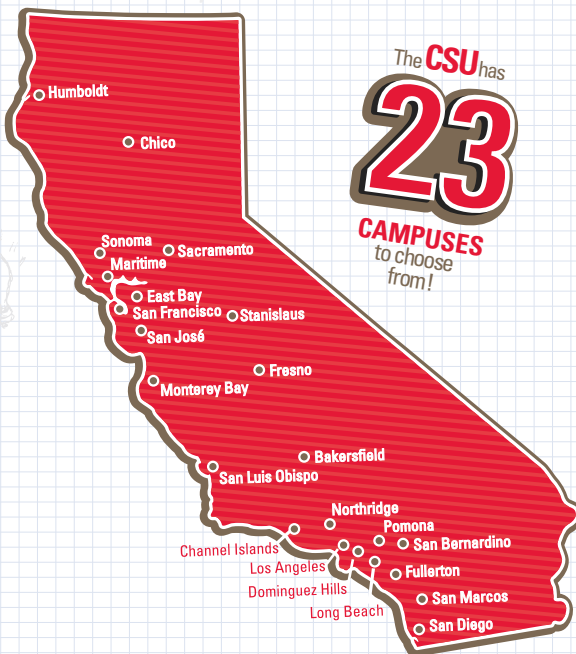 The CSU has
23
CAMPUSES
to choose
from!
Humboldt
Chico
Sonoma
Sacramento
Maritime
East Bay
San Francisco
Stanislaus
San José
Fresno
Monterey Bay
Bakersfield
San Luis Obispo
Northridge
Pomona
Channel Islands
San Bernardino
Los Angeles
Fullerton
Dominguez Hills
San Marcos
Long Beach
San Diego